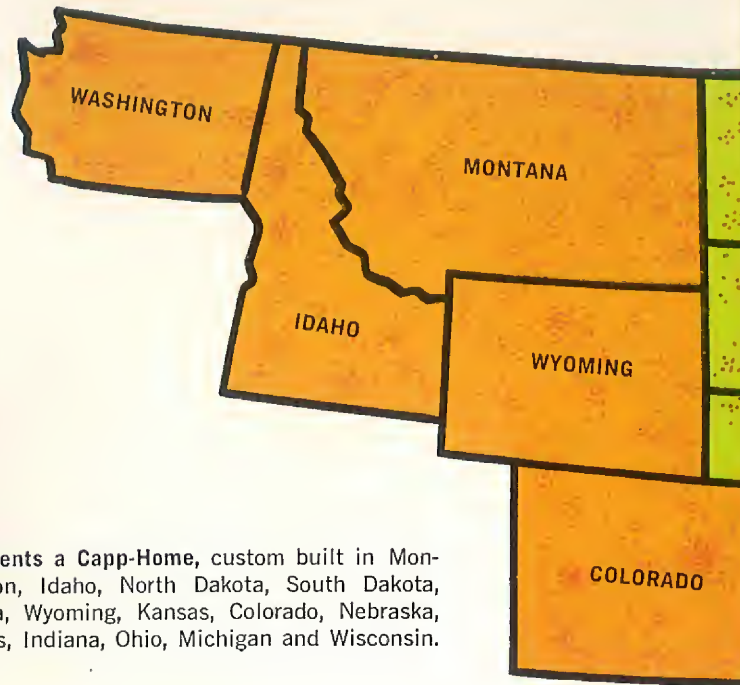 WASHINGTON
MONTANA
IDAHO
WYOMING
COLORADO
ents a Capp-Home, custom built in Mon-
on, Idaho, North Dakota, South Dakota,
a, Wyoming, Kansas, Colorado, Nebraska,
s, Indiana, Ohio, Michigan and Wisconsin.